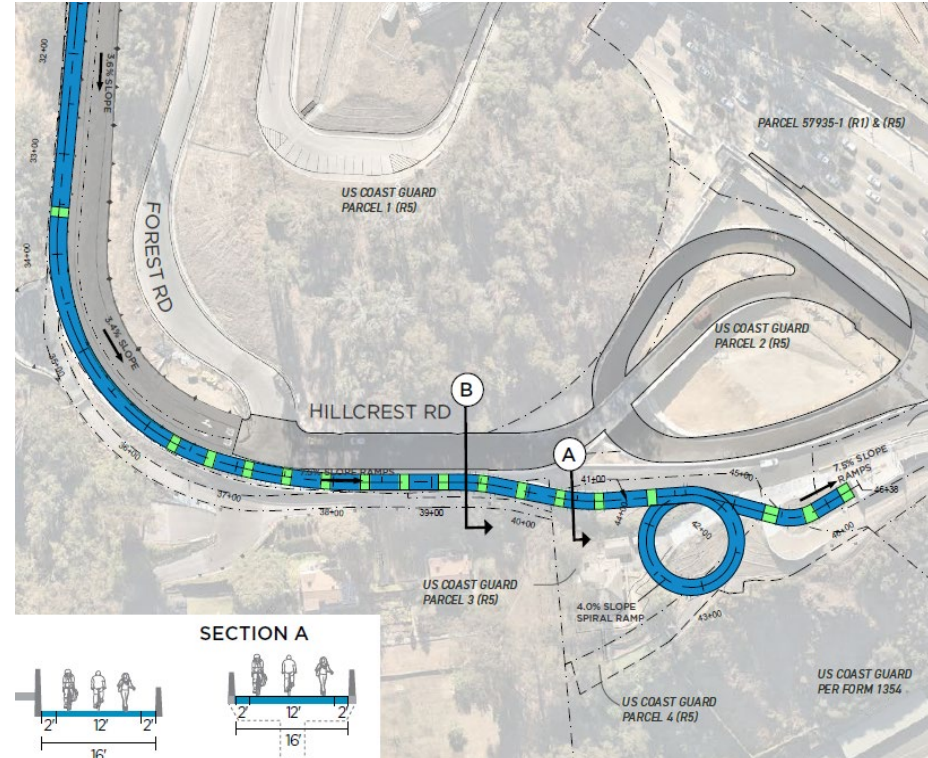 32+00
3.6% SLOPE
33+00
34+00
FOREST RD
3.4% SLOPE
35+00
36+00
37+00
38+00
39+00
40+00
41+00
42+00
43+00
44+00
45+00
46+00
46+38
US COAST GUARD
PARCEL 1 (R5)
PARCEL 57935-1 (R1) & (R5)
US COAST GUARD
PARCEL 2 (R5)
HILLCREST RD
B
A
SLOPE RAMPS
7.5% SLOPE
RAMPS
US COAST GUARD
PARCEL 3 (R5)
4.0% SLOPE
SPIRAL RAMP
US COAST GUARD
PARCEL 4 (R5)
US COAST GUARD
PER FORM 1354
SECTION A
2'
12'
2'
16'
2'
12'
2'
16'